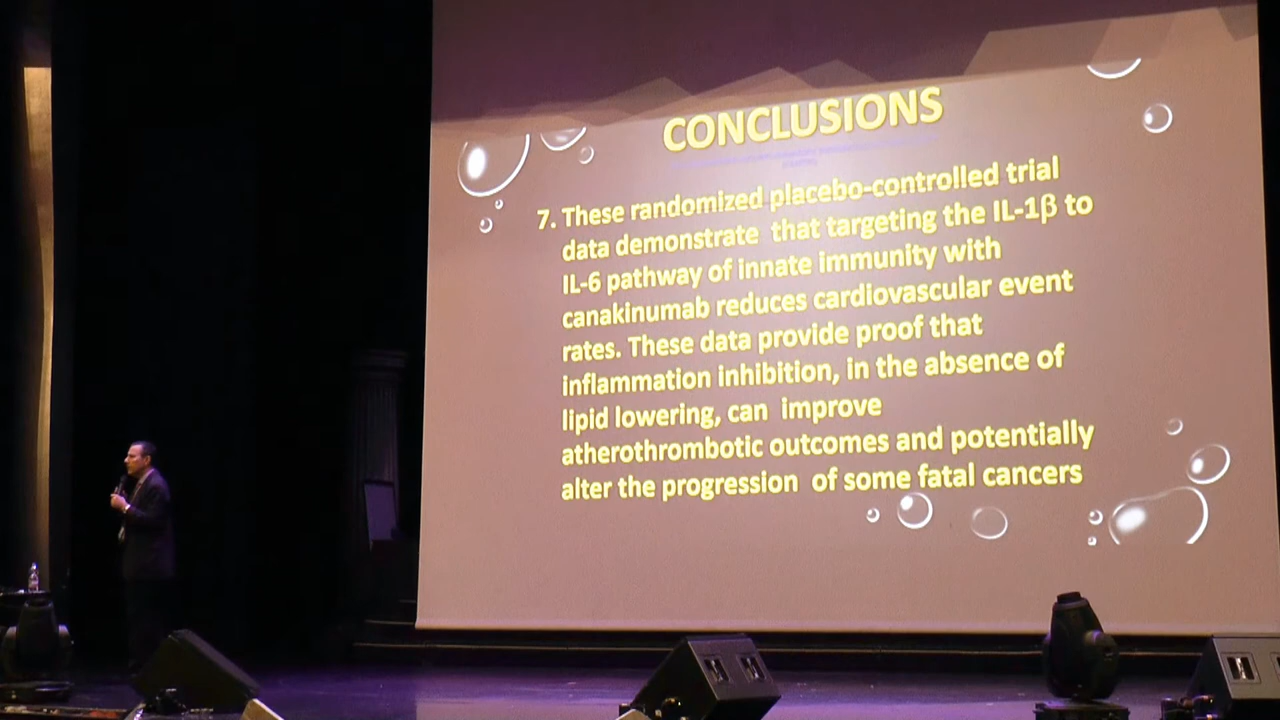 CONCLUSIONS
7. These randomized placebo-controlled trial
data demonstrate that targeting the IL-1β to
IL-6 pathway of innate immunity with
canakinumab reduces cardiovascular event
rates. These data provide proof that
inflammation inhibition, in the absence of
lipid lowering, can improve
atherothrombotic outcomes and potentially
alter the progression of some fatal cancers